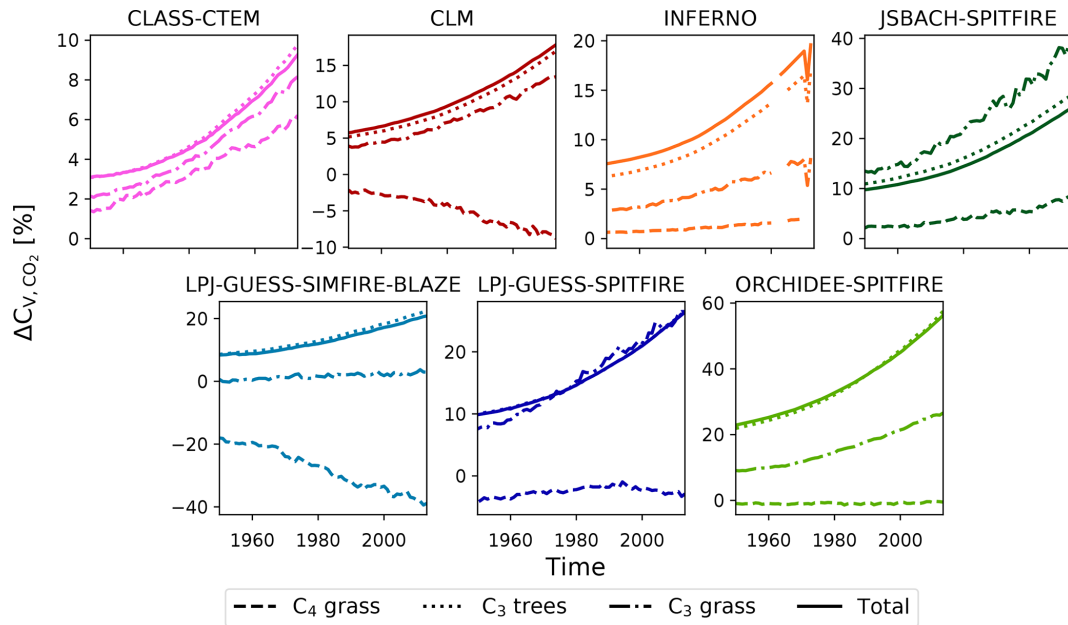 CLASS-CTEM CLM INFERNO JSBACH-SPITFIRE
10 8 6 4 2 0
15 10 5 0 −5 −10
20 15 10 5 0
40 30 20 10 0
ΔC_V, CO₂ [%]
LPJ-GUESS-SIMFIRE-BLAZE LPJ-GUESS-SPITFIRE ORCHIDEE-SPITFIRE
20 0 −20 −40
20 10 0
60 40 20 0
1960 1980 2000 1960 1980 2000 1960 1980 2000
Time
C₄ grass C₃ trees C₃ grass Total